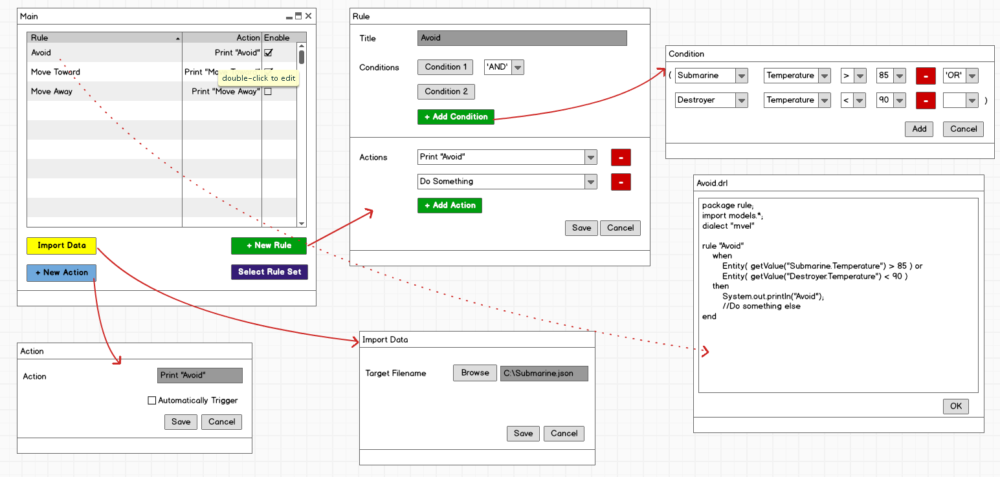 Main
Rule Action Enable
Avoid Print "Avoid"
Move Toward Print "Mov
double-click to edit
Move Away Print "Move Away"
Import Data + New Rule
+ New Action Select Rule Set
Rule
Title Avoid
Conditions Condition 1 'AND'
Condition 2
+ Add Condition
Actions Print "Avoid" -
Do Something -
+ Add Action
Save Cancel
Condition
( Submarine Temperature > 85 - 'OR'
Destroyer Temperature < 90 - )
Add Cancel
Avoid.drl
package rule;
import models.*;
dialect "mvel"
rule "Avoid"
when
Entity( getValue("Submarine.Temperature") > 85 ) or
Entity( getValue("Destroyer.Temperature") < 90 )
then
System.out.println("Avoid");
//Do something else
end
OK
Action
Action Print "Avoid"
Automatically Trigger
Save Cancel
Import Data
Target Filename Browse C:\Submarine.json
Save Cancel